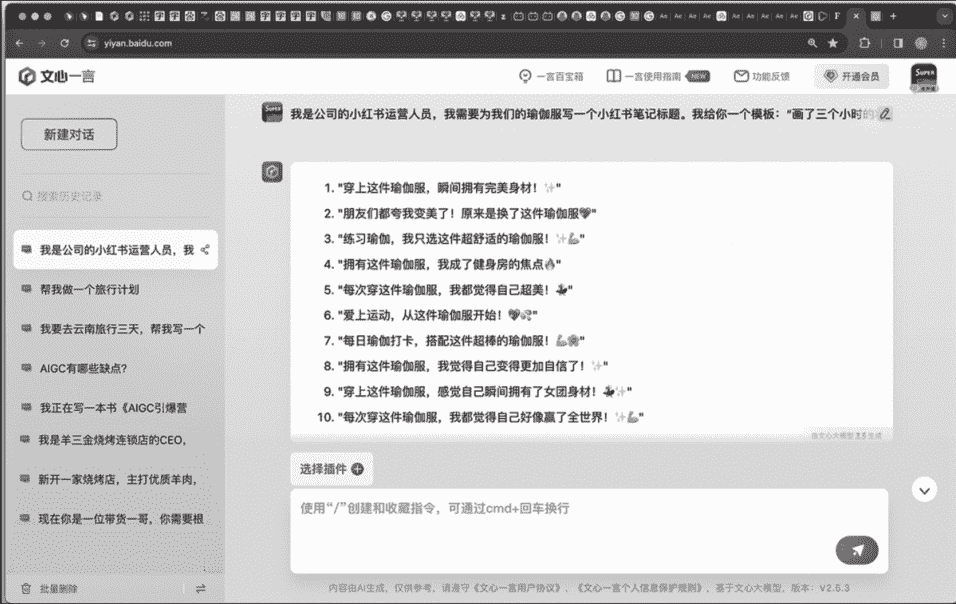 yiyan.baidu.com
文心一言
一言百宝箱
一言使用指南 NEW
功能反馈
开通会员
新建对话
搜索历史记录
我是公司的小红书运营人员，我
帮我做一个旅行计划
我要去云南旅行三天，帮我写一个
AIGC有哪些缺点?
我正在写一本书《AIGC引爆营
我是羊三金烧烤连锁店的CEO，
新开一家烧烤店，主打优质羊肉，
现在你是一位带货一哥，你需要根
批量删除
我是公司的小红书运营人员，我需要为我们的瑜伽服写一个小红书笔记标题。我给你一个模板：“画了三个小时的
1. "穿上这件瑜伽服，瞬间拥有完美身材！✨"
2. "朋友们都夸我变美了！原来是换了这件瑜伽服💖"
3. "练习瑜伽，我只选这件超舒适的瑜伽服！✨💪"
4. "拥有这件瑜伽服，我成了健身房的焦点🔥"
5. "每次穿这件瑜伽服，我都觉得自己超美！💃"
6. "爱上运动，从这件瑜伽服开始！💖💦"
7. "每日瑜伽打卡，搭配这件超棒的瑜伽服！💪🌸"
8. "拥有这件瑜伽服，我觉得自己变得更加自信了！✨"
9. "穿上这件瑜伽服，感觉自己瞬间拥有了女团身材！💃✨"
10. "每次穿这件瑜伽服，我都觉得自己好像赢了全世界！✨💪"
由文心大模型 3.5 生成
选择插件
使用“/”创建和收藏指令，可通过cmd+回车换行
内容由AI生成，仅供参考，请遵守《文心一言用户协议》、《文心一言个人信息保护规则》，基于文心大模型，版本：V2.5.3